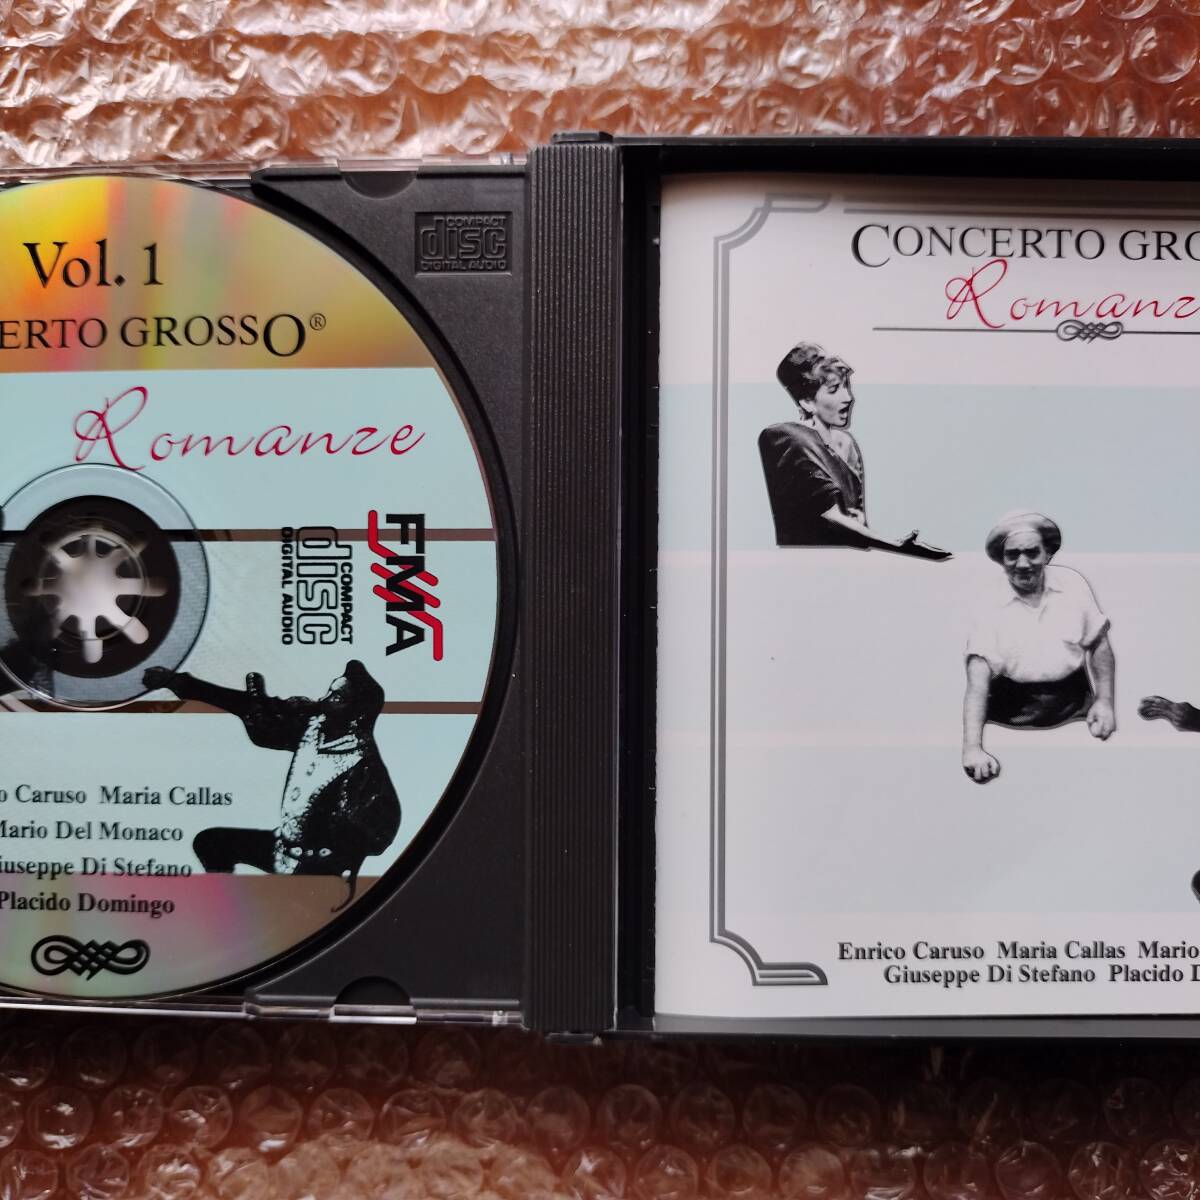 Vol. 1
ERTO GROSSO®
Romanze
FMA
COMPACT
disc
DIGITAL AUDIO
o Caruso Maria Callas
Mario Del Monaco
iuseppe Di Stefano
Placido Domingo
COMPACT
disc
DIGITAL AUDIO
CONCERTO GRO
Romanz
Enrico Caruso Maria Callas Mario
Giuseppe Di Stefano Placido D